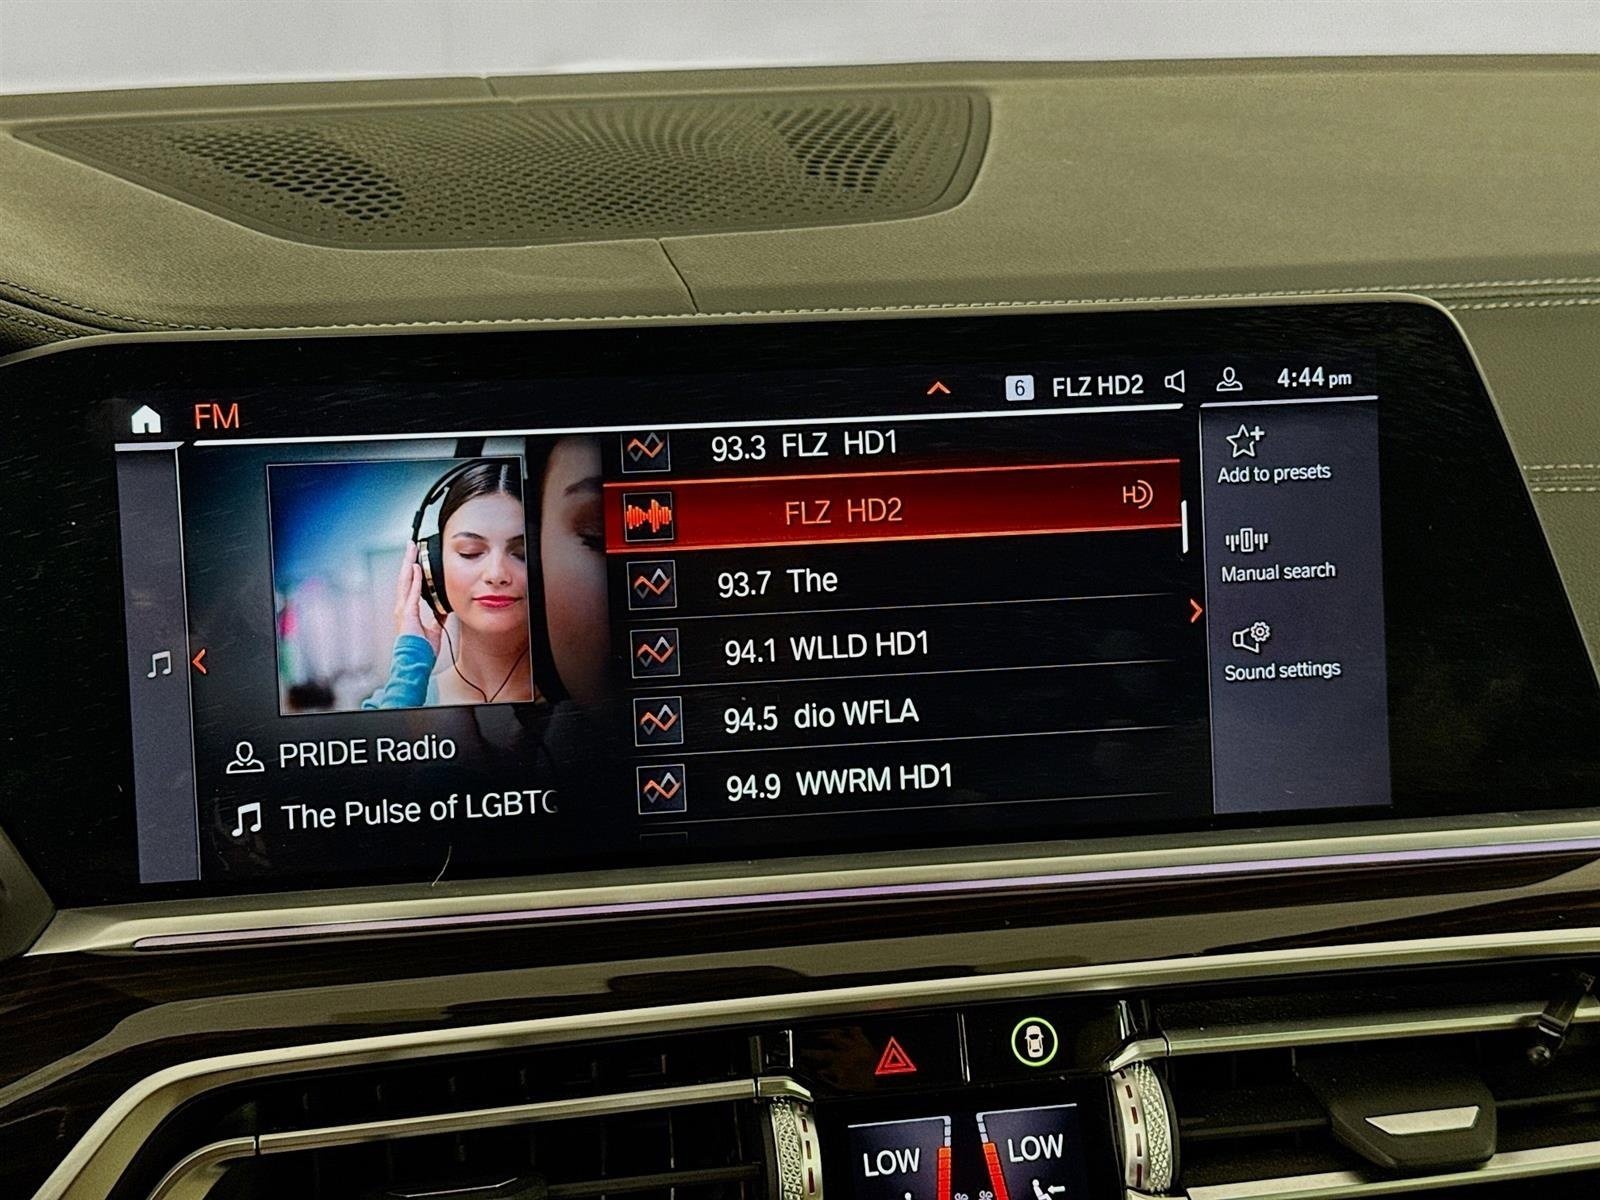 FM
6 FLZ HD2
4:44 pm
93.3 FLZ HD1
FLZ HD2
HD
93.7 The
94.1 WLLD HD1
94.5 dio WFLA
94.9 WWRM HD1
PRIDE Radio
The Pulse of LGBTQ
Add to presets
Manual search
Sound settings
LOW
LOW